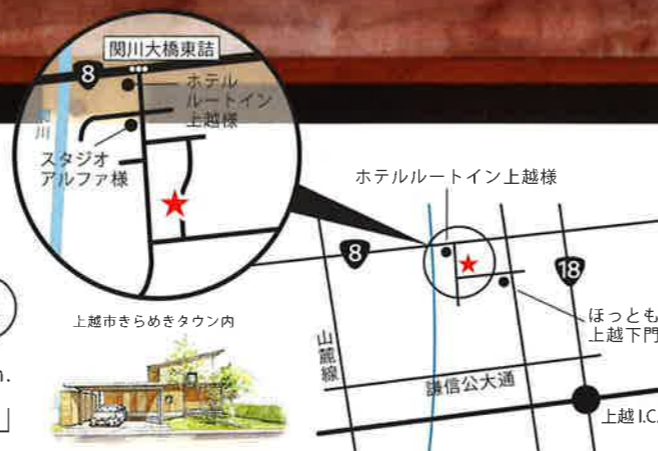 関川大橋東詰
8
ホテル
ルートイン
上越様
川
スタジオ
アルファ様
ホテルルートイン上越様
8
18
ほっとも
上越下門
山麓線
謙信公大通
上越I.C.
上越市きらめきタウン内